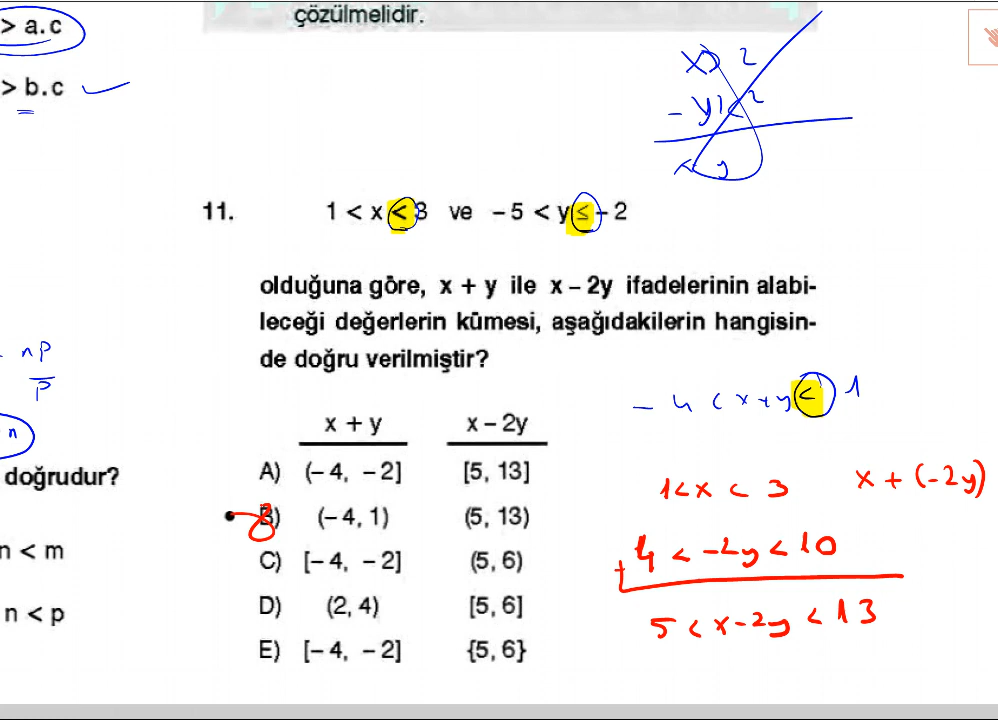 çözülmelidir.
> a.c
> b.c
x > 2
- y < 2
11. 1 < x < 3 ve - 5 < y ≤ - 2
olduğuna göre, x + y ile x - 2y ifadelerinin alabi-
leceği değerlerin kümesi, aşağıdakilerin hangisin-
de doğru verilmiştir?
np
p
n
doğrudur?
n < m
n < p
x + y x - 2y
A) (- 4, - 2] [5, 13]
B) (- 4, 1) (5, 13)
C) [- 4, - 2] (5, 6)
D) (2, 4) [5, 6]
E) [- 4, - 2] {5, 6}
- 4 < x + y < 1
1 < x < 3 x + (-2y)
+ 4 < -2y < 10
5 < x - 2y < 13